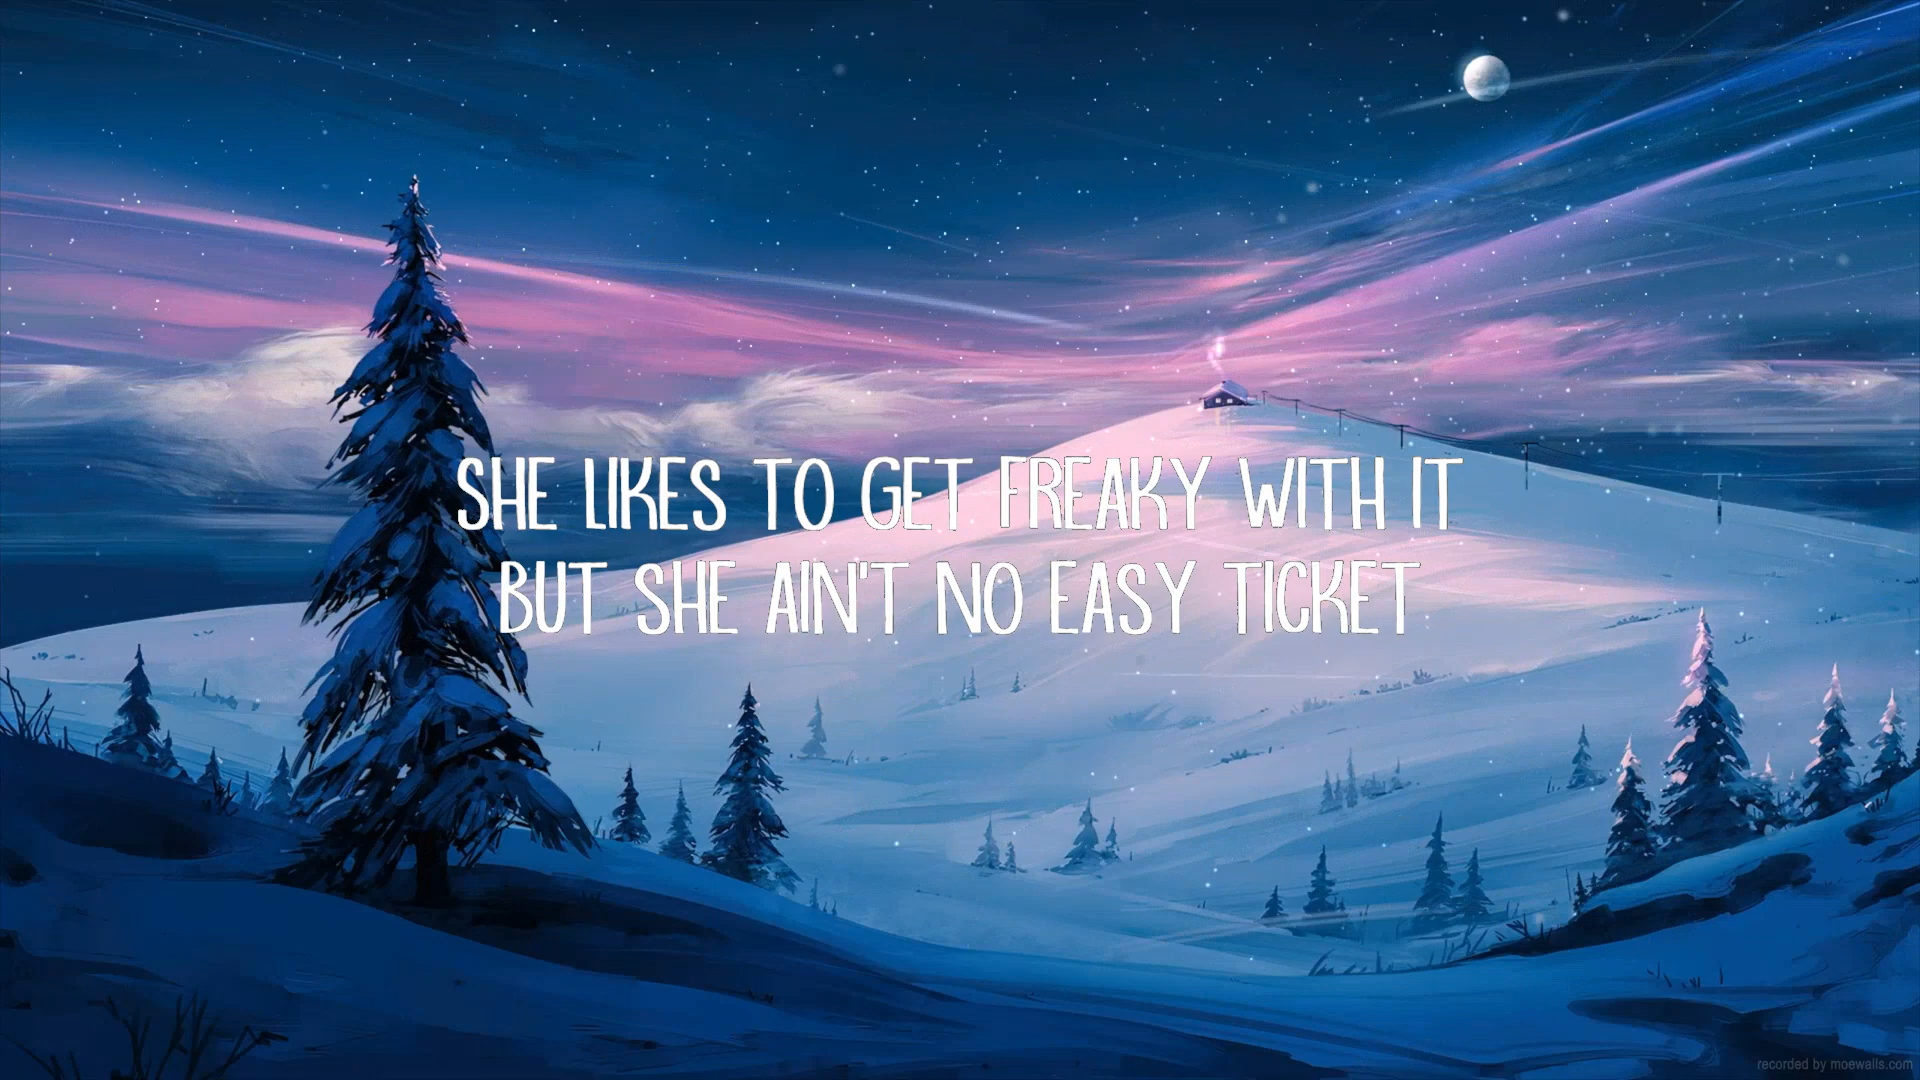 SHE LIKES TO GET FREAKY WITH IT
BUT SHE AIN'T NO EASY TICKET
recorded by moewalls.com